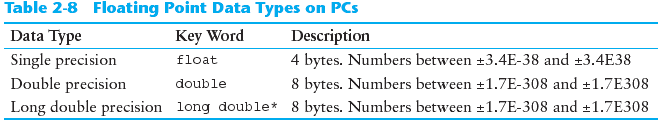 Table 2-8 Floating Point Data Types on PCs
Data Type Key Word Description
Single precision float 4 bytes. Numbers between ±3.4E-38 and ±3.4E38
Double precision double 8 bytes. Numbers between ±1.7E-308 and ±1.7E308
Long double precision long double* 8 bytes. Numbers between ±1.7E-308 and ±1.7E308